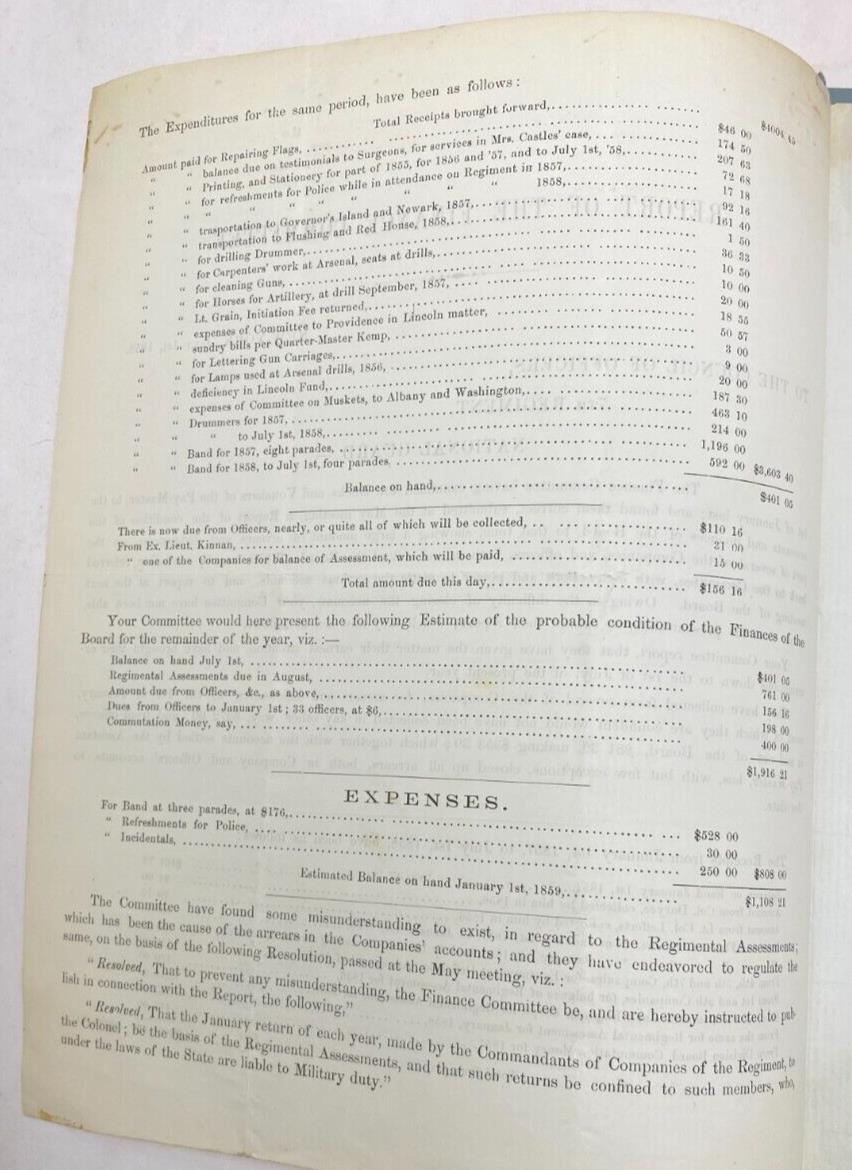 The Expenditures for the same period, have been as follows:
Total Receipts brought forward, $4004 45
Amount paid for Repairing Flags, $46 00
" " balance due on testimonials to Surgeons, for services in Mrs. Castles' case, 174 50
" " Printing, and Stationery for part of 1855, for 1856 and '57, and to July 1st, '58, 207 63
" " for refreshments for Police while in attendance on Regiment in 1857, 72 68
" " " " " " " " 1858, 17 18
" " trasportation to Governor's Island and Newark, 1857, 92 16
" " transportation to Flushing and Red House, 1858, 161 40
" " for drilling Drummer, 1 50
" " for Carpenters' work at Arsenal, seats at drills, 36 33
" " for cleaning Guns, 10 50
" " for Horses for Artillery, at drill September, 1857, 10 00
" " Lt. Grain, Initiation Fee returned, 20 00
" " expenses of Committee to Providence in Lincoln matter, 18 55
" " sundry bills per Quarter-Master Kemp, 50 57
" " for Lettering Gun Carriages, 3 00
" " for Lamps used at Arsenal drills, 1856, 9 00
" " deficiency in Lincoln Fund, 20 00
" " expenses of Committee on Muskets, to Albany and Washington, 187 30
" " Drummers for 1857, 463 10
" " " to July 1st, 1858, 214 00
" " Band for 1857, eight parades, 1,196 00
" " Band for 1858, to July 1st, four parades, 592 00 $3,603 40
Balance on hand, $401 05
There is now due from Officers, nearly, or quite all of which will be collected, $110 16
From Ex. Lieut. Kinnan, 31 00
" one of the Companies for balance of Assessment, which will be paid, 15 00
Total amount due this day, $156 16
Your Committee would here present the following Estimate of the probable condition of the Finances of the
Board for the remainder of the year, viz.:—
Balance on hand July 1st, $401 05
Regimental Assessments due in August, 761 00
Amount due from Officers, &c., as above, 156 16
Dues from Officers to January 1st; 33 officers, at $6, 198 00
Commutation Money, say, 400 00
$1,916 21
EXPENSES.
For Band at three parades, at $176, $528 00
" Refreshments for Police, 30 00
" Incidentals, 250 00 $808 00
Estimated Balance on hand January 1st, 1859, $1,108 21
The Committee have found some misunderstanding to exist, in regard to the Regimental Assessments;
which has been the cause of the arrears in the Companies' accounts; and they have endeavored to regulate the
same, on the basis of the following Resolution, passed at the May meeting, viz.:
"Resolved, That to prevent any misunderstanding, the Finance Committee be, and are hereby instructed to pub-
lish in connection with the Report, the following,"
"Resolved, That the January return of each year, made by the Commandants of Companies of the Regiment, to
the Colonel; be the basis of the Regimental Assessments, and that such returns be confined to such members, who,
under the laws of the State are liable to Military duty."